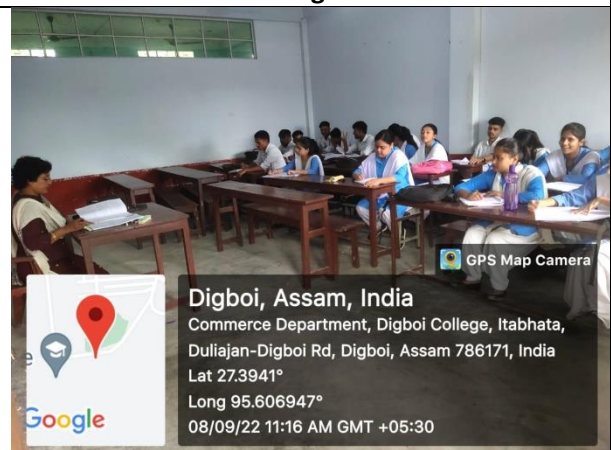 GPS Map Camera
Digboi, Assam, India
Commerce Department, Digboi College, Itabhata,
Duliajan-Digboi Rd, Digboi, Assam 786171, India
Lat 27.3941°
Long 95.606947°
08/09/22 11:16 AM GMT +05:30
Google